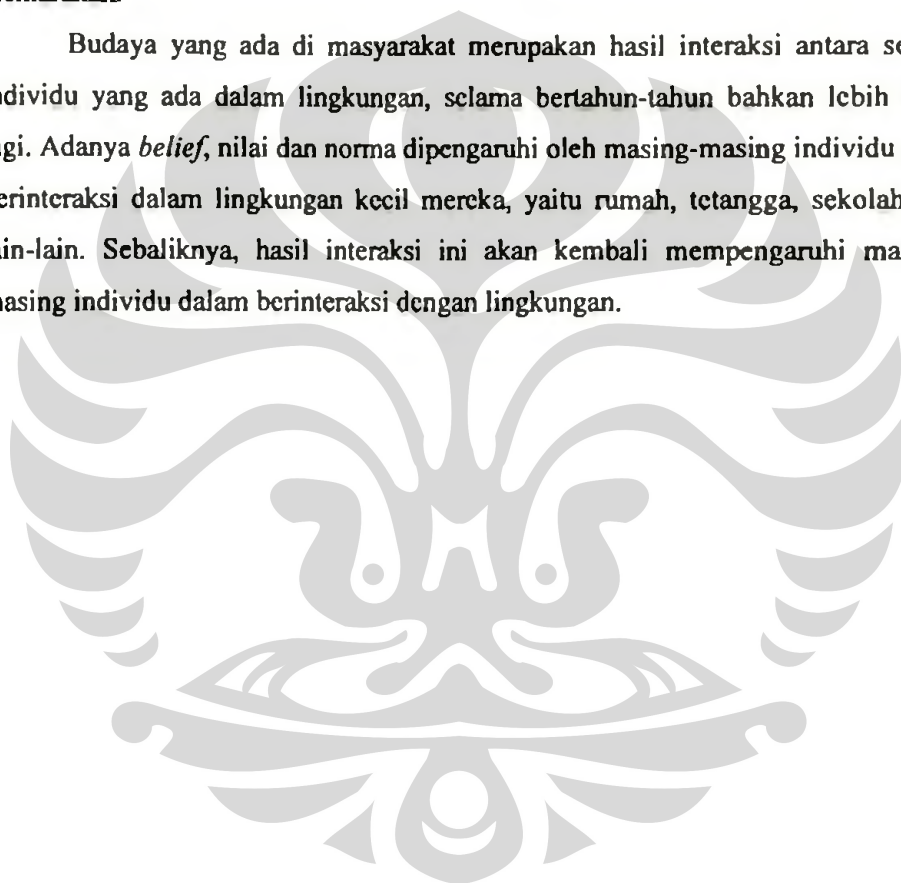 Budaya yang ada di masyarakat merupakan hasil interaksi antara se
ndividu yang ada dalam lingkungan, selama bertahun-tahun bahkan lebih
gi. Adanya belief, nilai dan norma dipengaruhi oleh masing-masing individu
erinteraksi dalam lingkungan kecil mereka, yaitu rumah, tetangga, sekolah
in-lain. Sebaliknya, hasil interaksi ini akan kembali mempengaruhi ma
asing individu dalam berinteraksi dengan lingkungan.